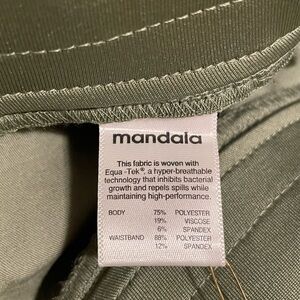 mandala
This fabric is woven with
Equa-Tek®, a hyper-breathable
technology that inhibits bacterial
growth and repels spills while
maintaining high-performance.
BODY 75% POLYESTER
19% VISCOSE
6% SPANDEX
WAISTBAND 88% POLYESTER
12% SPANDEX